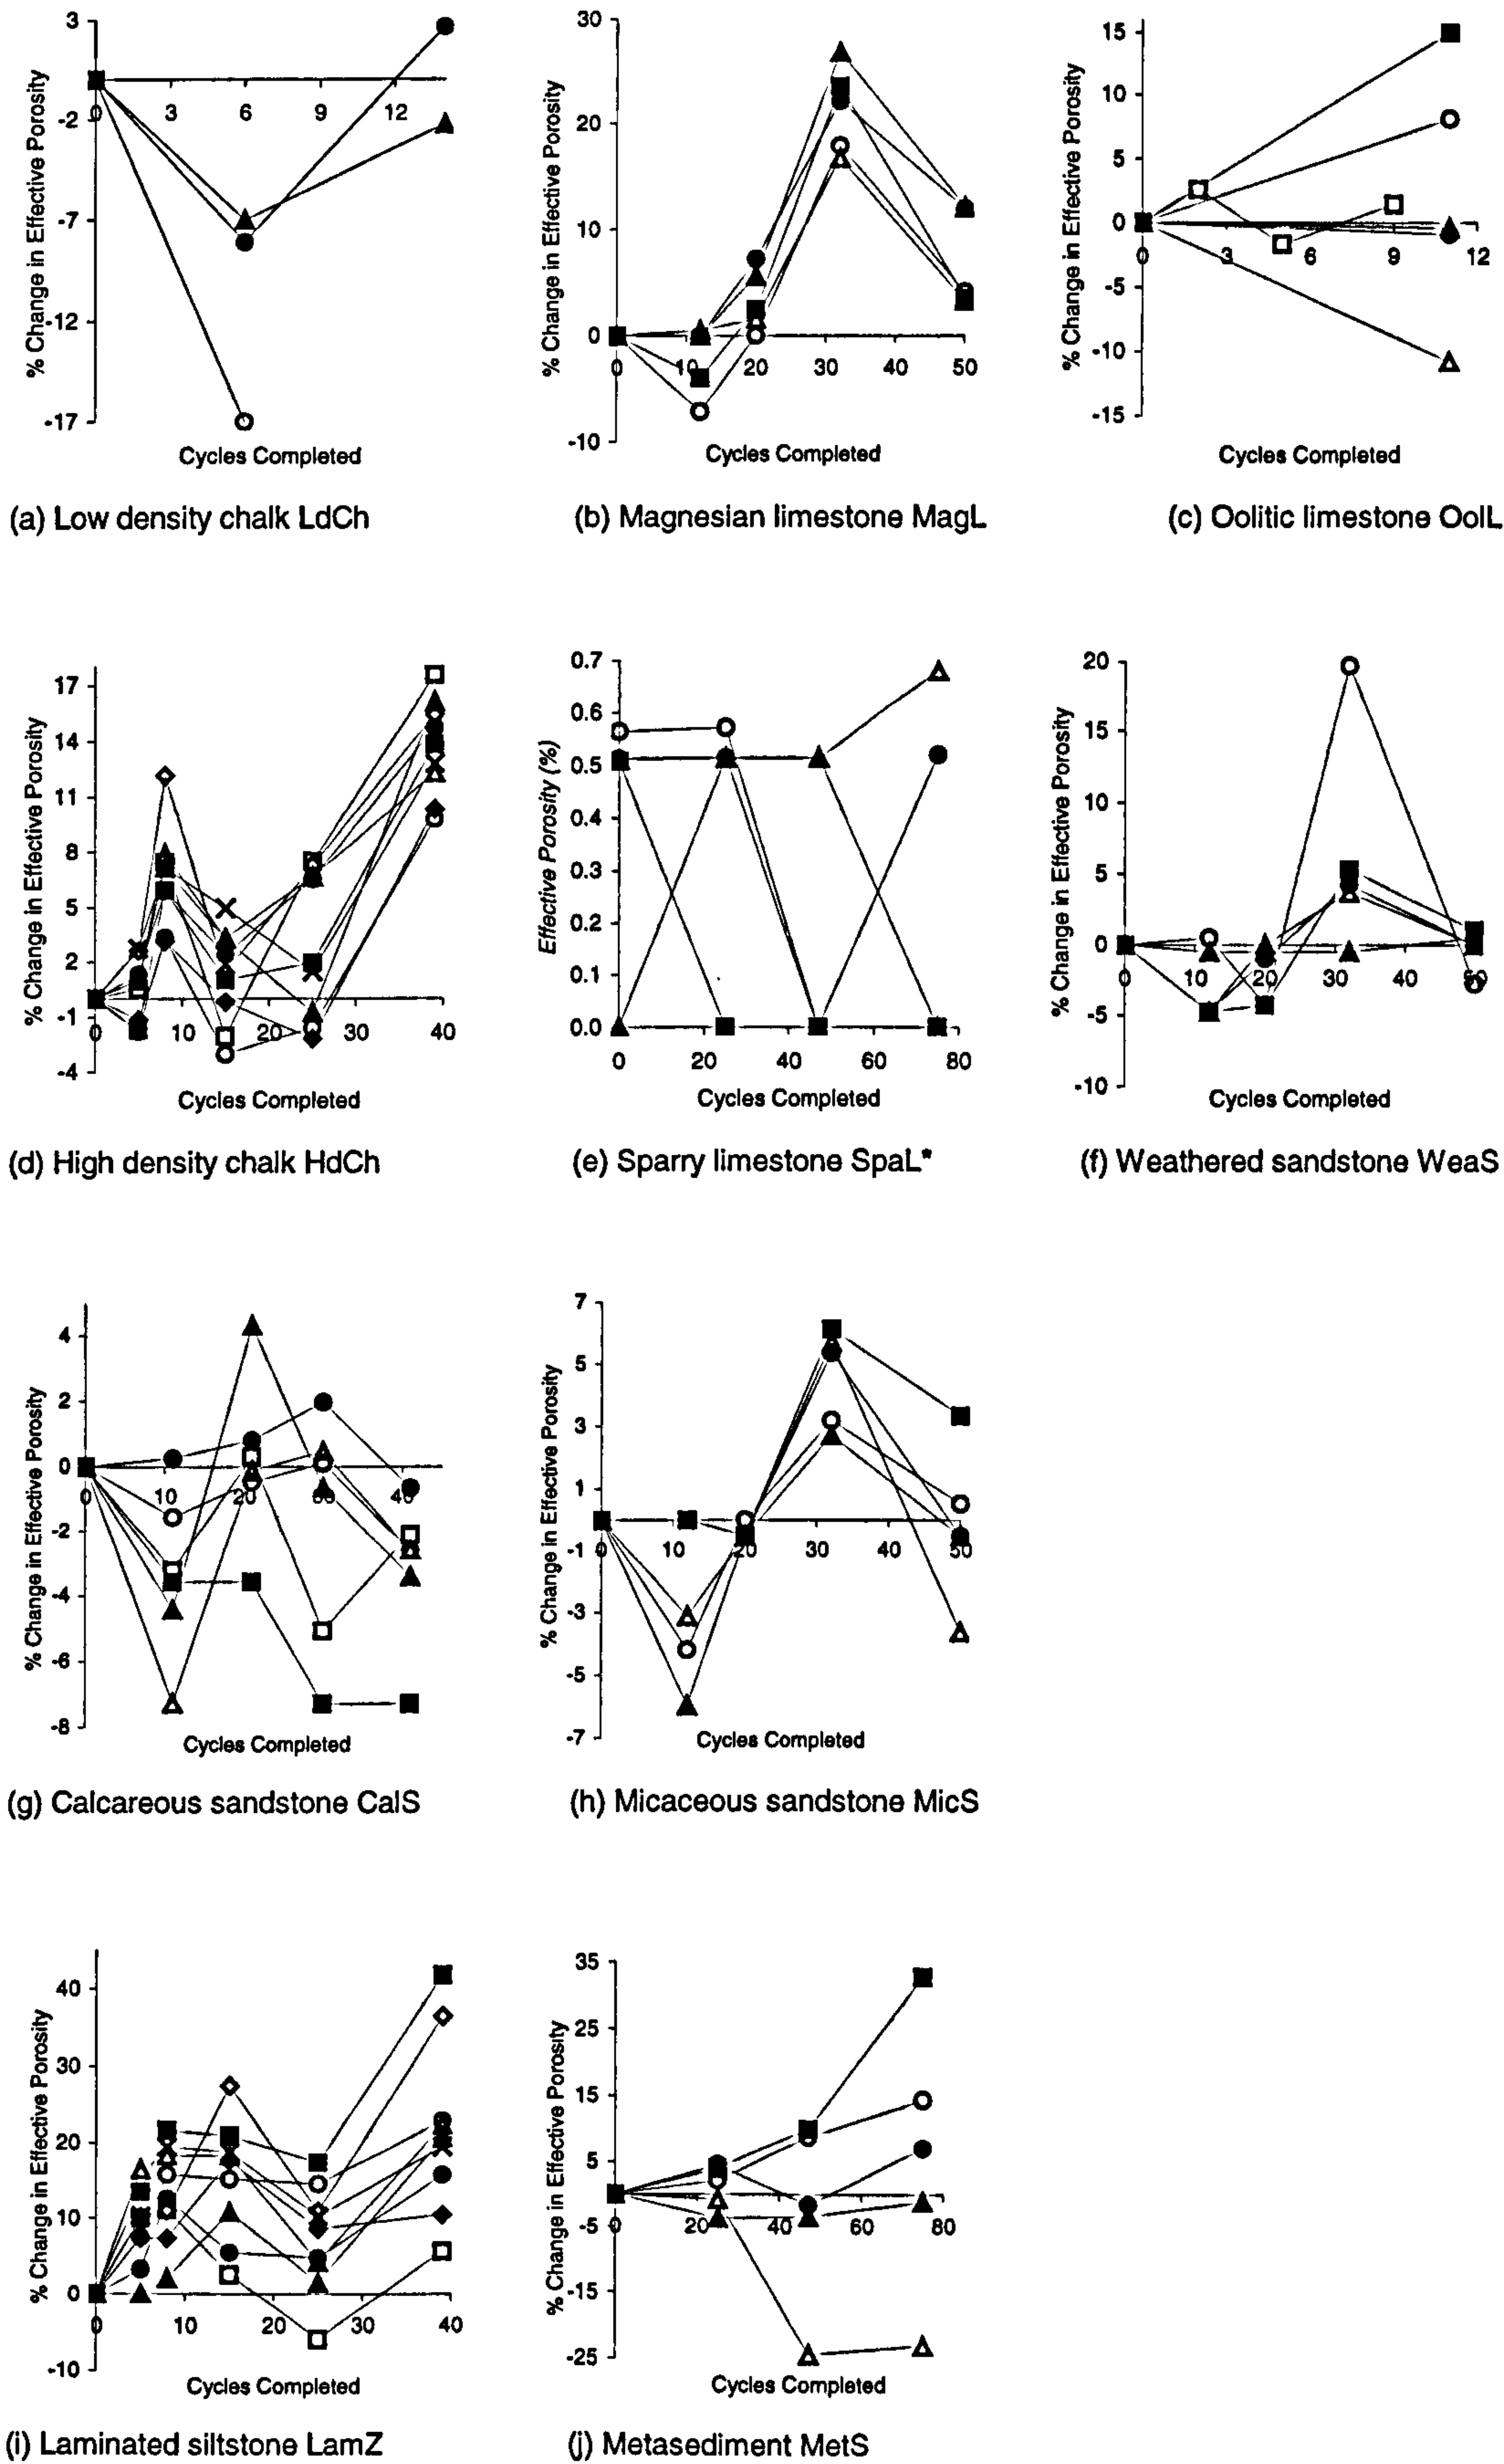 3
-2
-7
-12
-17
0 3 6 9 12
% Change in Effective Porosity
Cycles Completed
(a) Low density chalk LdCh
30
20
10
0
-10
0 10 20 30 40 50
% Change in Effective Porosity
Cycles Completed
(b) Magnesian limestone MagL
15
10
5
0
-5
-10
-15
0 3 6 9 12
% Change in Effective Porosity
Cycles Completed
(c) Oolitic limestone OolL
17
14
11
8
5
2
-1
-4
0 10 20 30 40
% Change in Effective Porosity
Cycles Completed
(d) High density chalk HdCh
0.7
0.6
0.5
0.4
0.3
0.2
0.1
0.0
0 20 40 60 80
Effective Porosity (%)
Cycles Completed
(e) Sparry limestone SpaL*
20
15
10
5
0
-5
-10
0 10 20 30 40 50
% Change in Effective Porosity
Cycles Completed
(f) Weathered sandstone WeaS
4
2
0
-2
-4
-6
-8
0 10 20 30 40
% Change in Effective Porosity
Cycles Completed
(g) Calcareous sandstone CalS
7
5
3
1
-1
-3
-5
-7
0 10 20 30 40 50
% Change in Effective Porosity
Cycles Completed
(h) Micaceous sandstone MicS
40
30
20
10
0
-10
0 10 20 30 40
% Change in Effective Porosity
Cycles Completed
(i) Laminated siltstone LamZ
35
25
15
5
-5
-15
-25
0 20 40 60 80
% Change in Effective Porosity
Cycles Completed
(j) Metasediment MetS